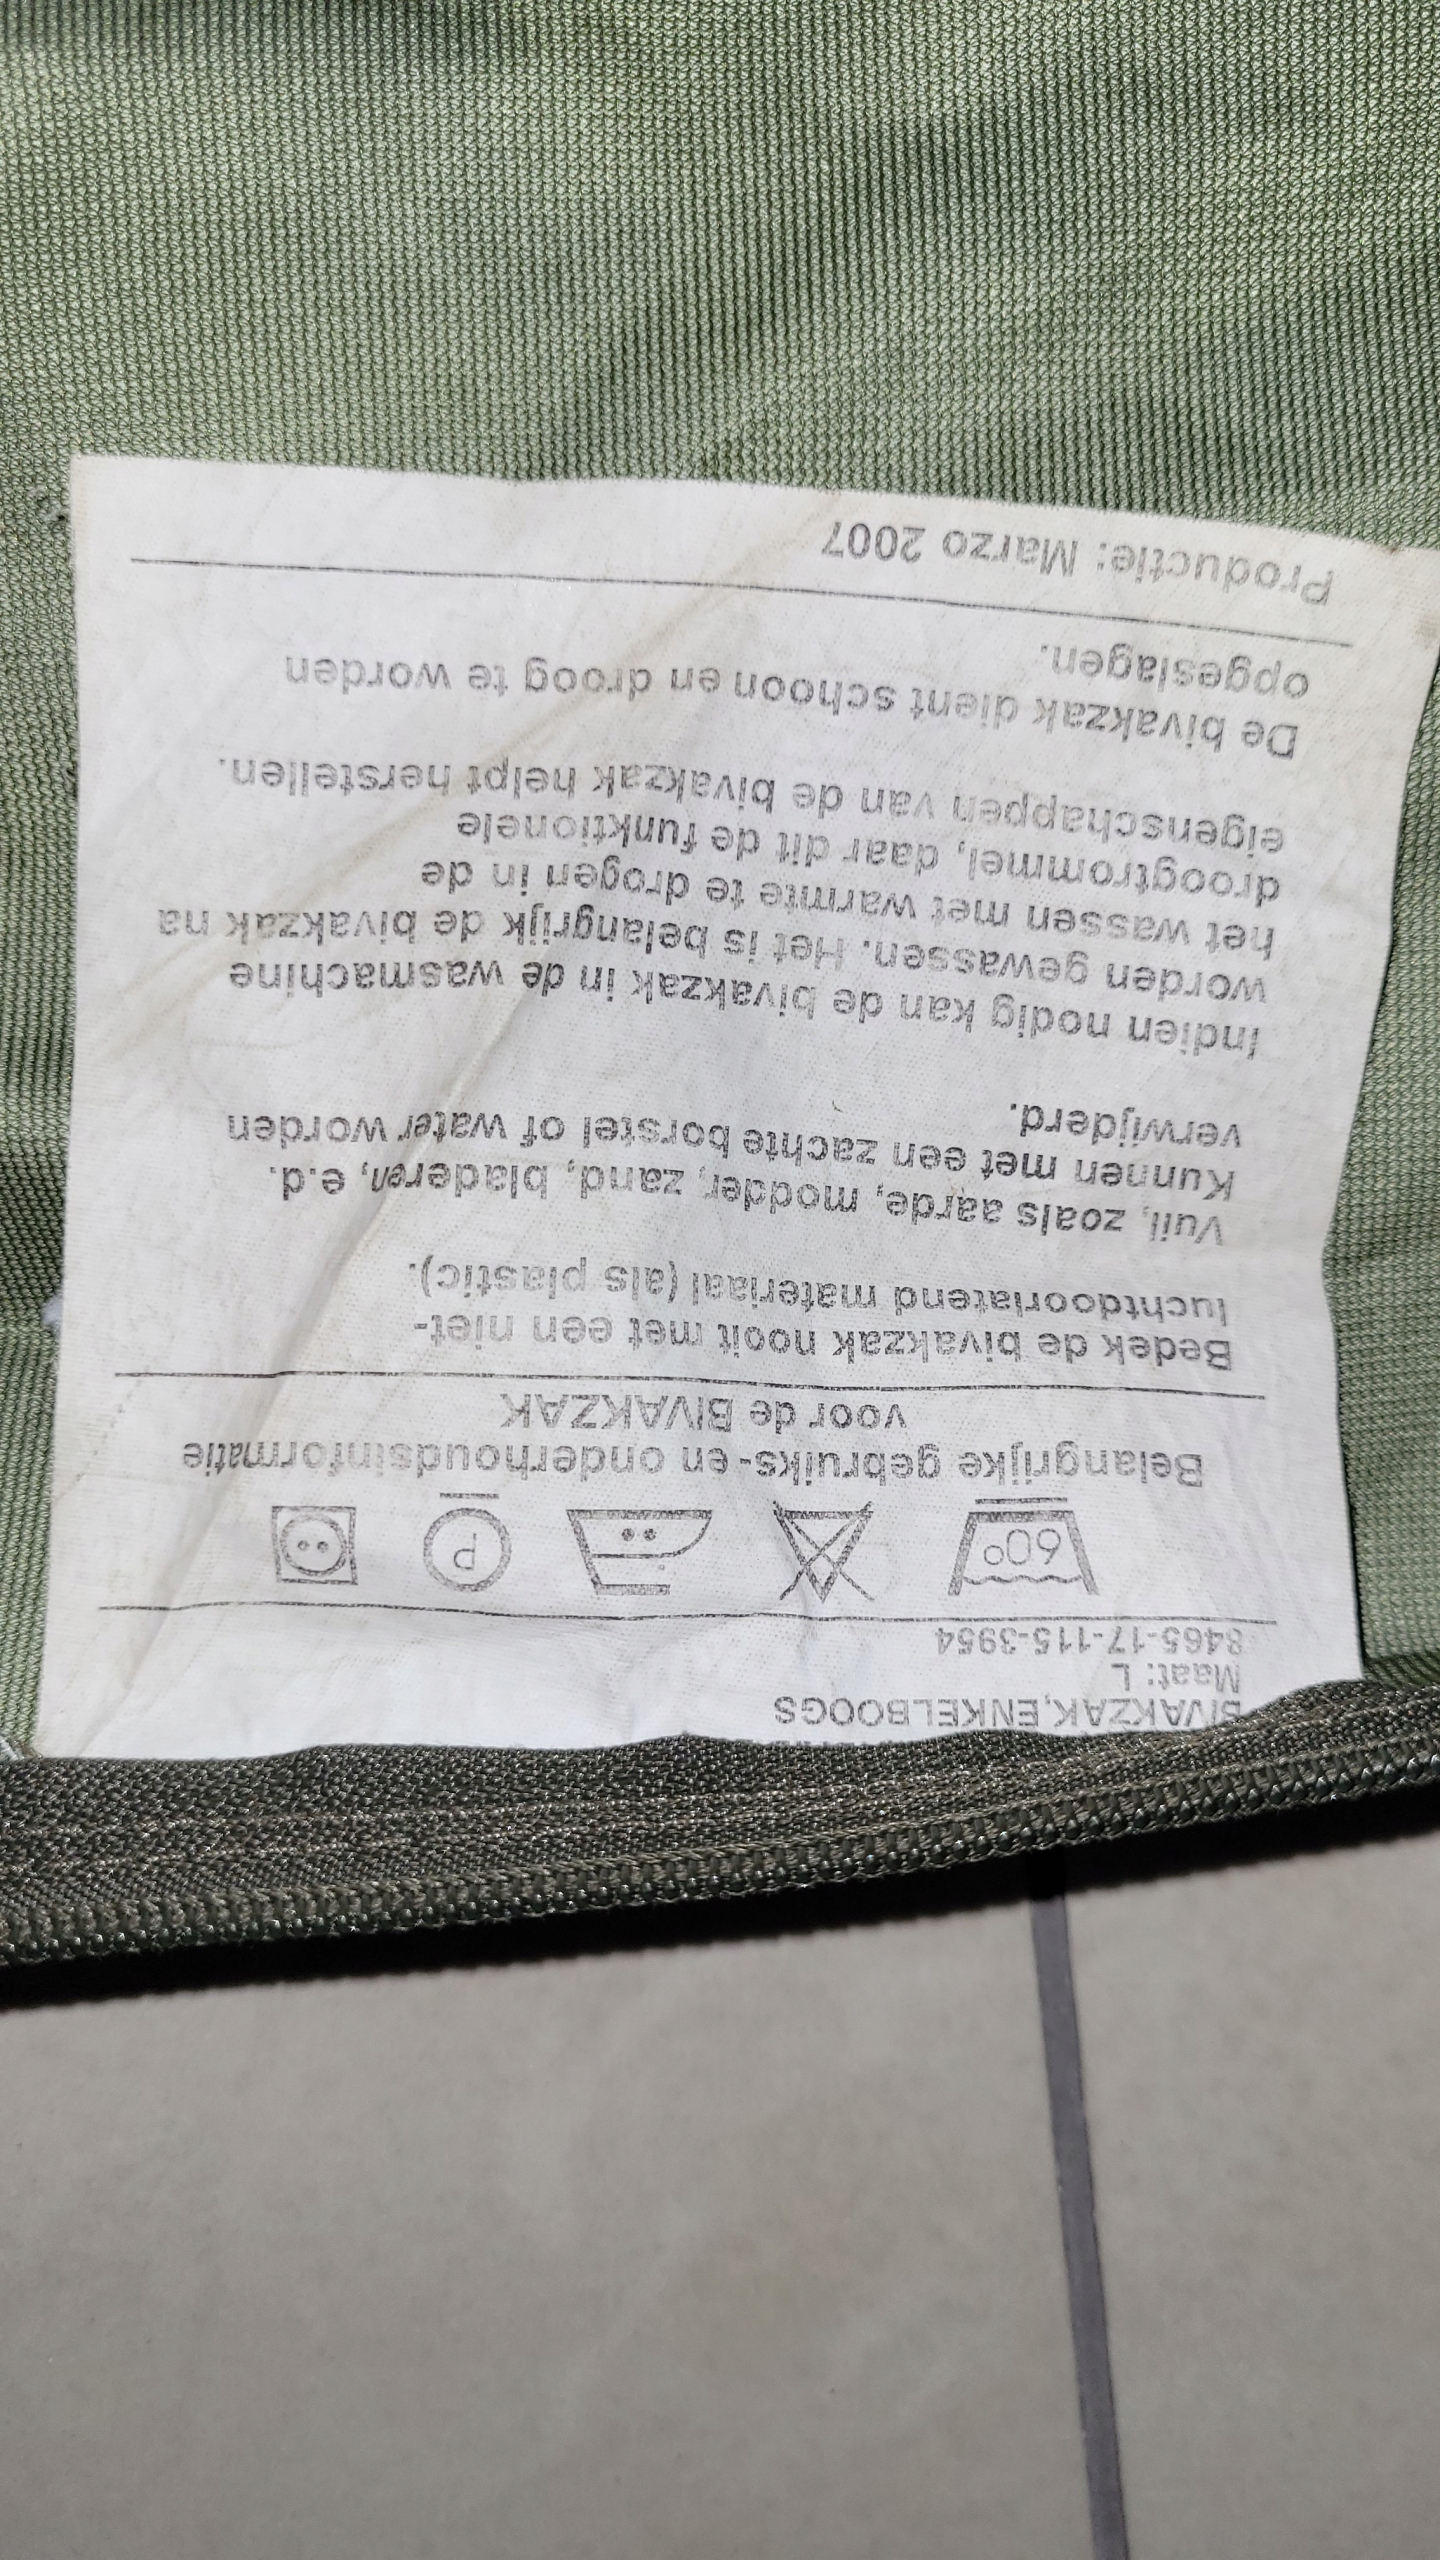 BIVAKZAK,ENKELBOOGS
Maat: L
8465-17-115-3954
60º
P
Belangrijke gebruiks- en onderhoudsinformatie
voor de BIVAKZAK
Bedek de bivakzak nooit met een niet-
luchtdoorlatend materiaal (als plastic).
Vuil, zoals aarde, modder, zand, bladeren, e.d.
Kunnen met een zachte borstel of water worden
verwijderd.
Indien nodig kan de bivakzak in de wasmachine
worden gewassen. Het is belangrijk de bivakzak na
het wassen met warmte te drogen in de
droogtrommel, daar dit de funktionele
eigenschappen van de bivakzak helpt herstellen.
De bivakzak dient schoon en droog te worden
opgeslagen.
Productie: Marzo 2007